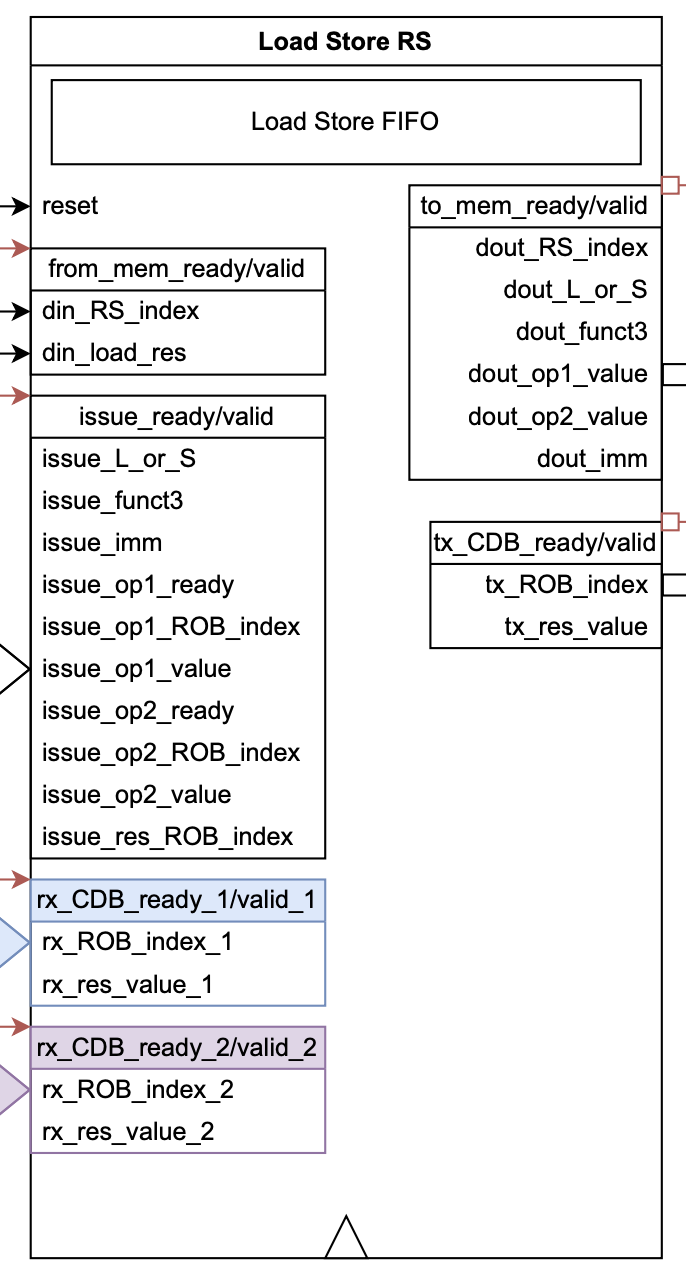 Load Store RS
Load Store FIFO
reset
from_mem_ready/valid
din_RS_index
din_load_res
issue_ready/valid
issue_L_or_S
issue_funct3
issue_imm
issue_op1_ready
issue_op1_ROB_index
issue_op1_value
issue_op2_ready
issue_op2_ROB_index
issue_op2_value
issue_res_ROB_index
rx_CDB_ready_1/valid_1
rx_ROB_index_1
rx_res_value_1
rx_CDB_ready_2/valid_2
rx_ROB_index_2
rx_res_value_2
to_mem_ready/valid
dout_RS_index
dout_L_or_S
dout_funct3
dout_op1_value
dout_op2_value
dout_imm
tx_CDB_ready/valid
tx_ROB_index
tx_res_value